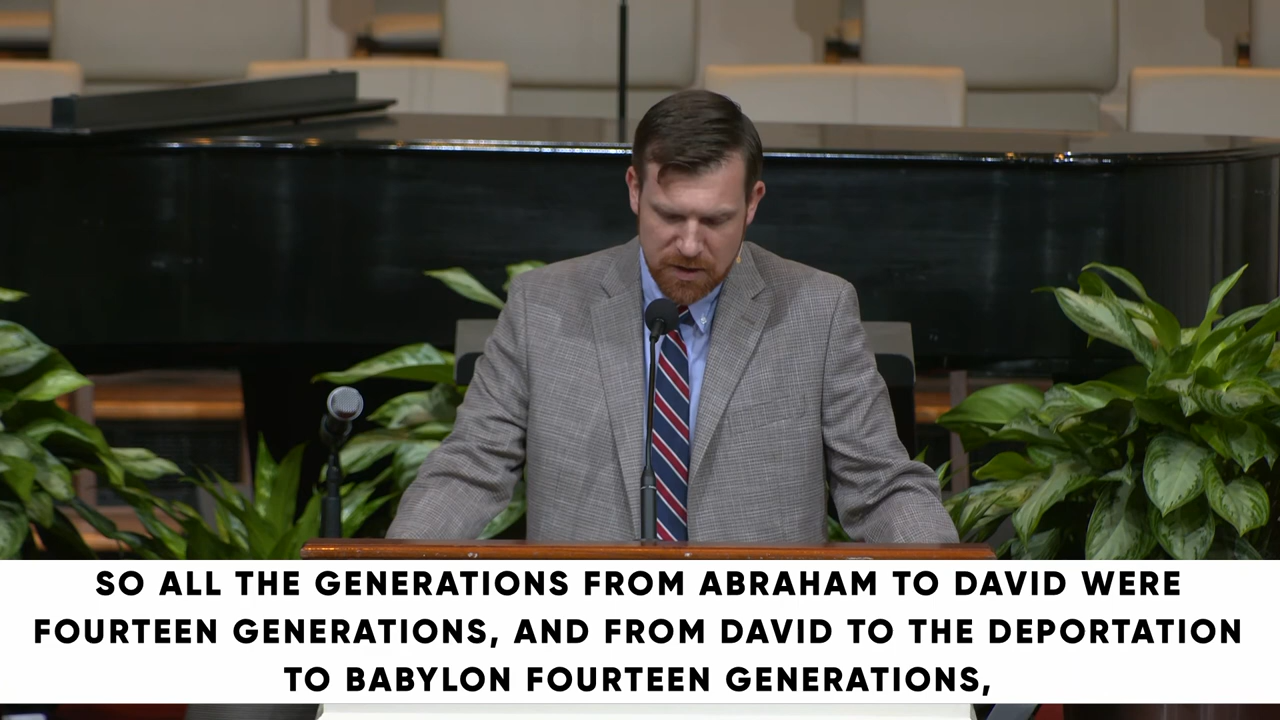 SO ALL THE GENERATIONS FROM ABRAHAM TO DAVID WERE
FOURTEEN GENERATIONS, AND FROM DAVID TO THE DEPORTATION
TO BABYLON FOURTEEN GENERATIONS,